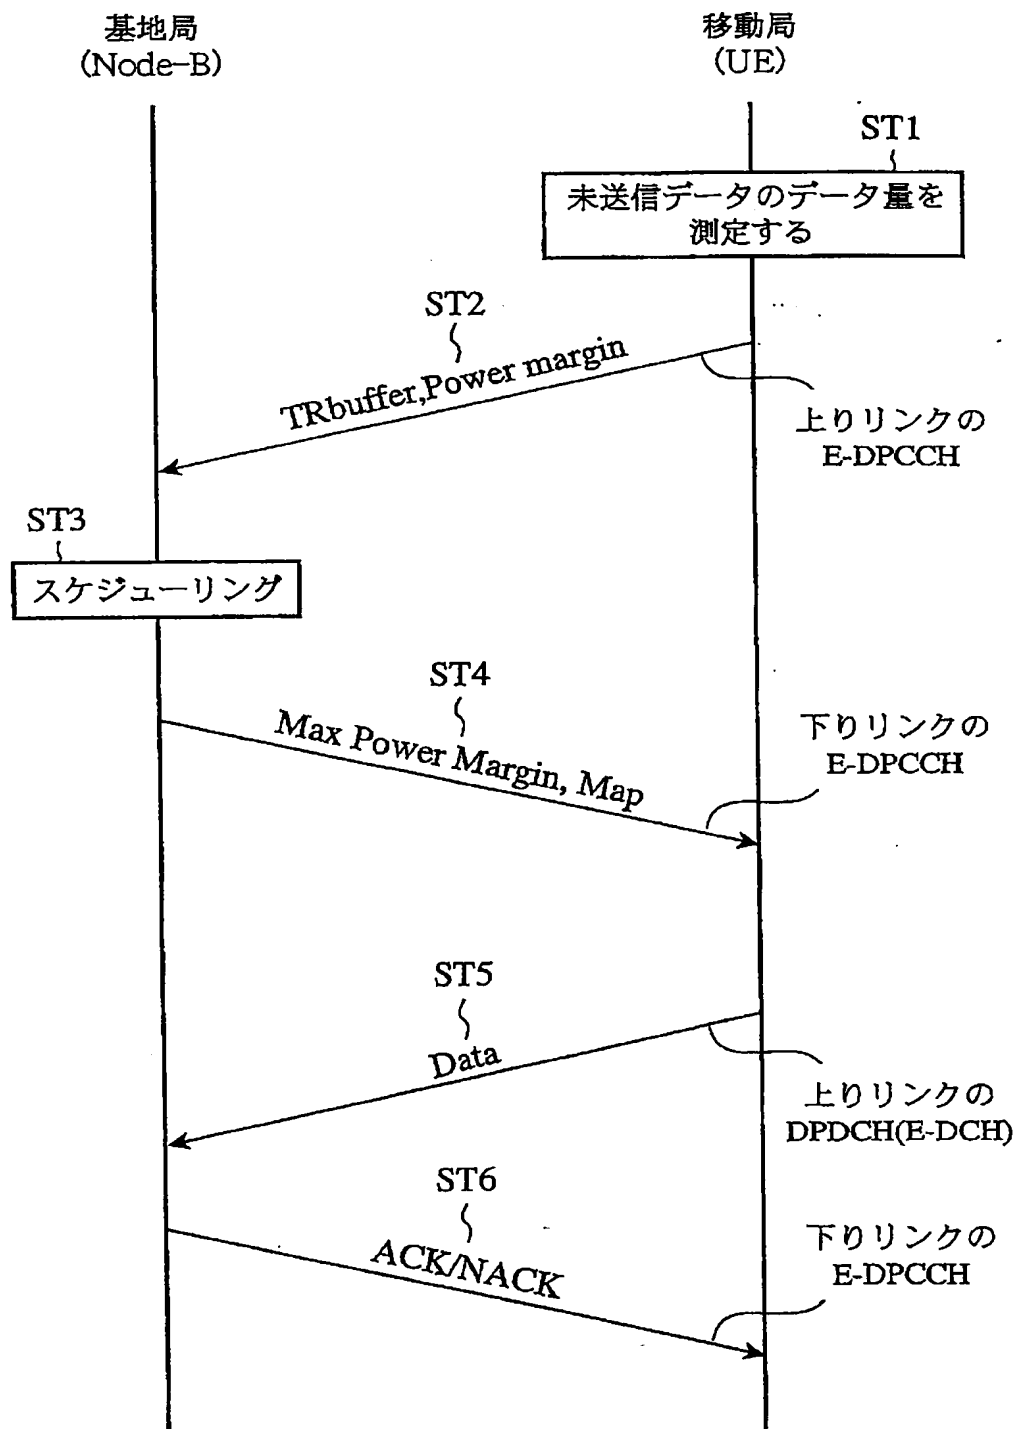 基地局
(Node-B)
移動局
(UE)
ST1
未送信データのデータ量を
測定する
ST2
TRbuffer,Power margin
上りリンクの
E-DPCCH
ST3
スケジューリング
ST4
Max Power Margin, Map
下りリンクの
E-DPCCH
ST5
Data
上りリンクの
DPDCH(E-DCH)
ST6
ACK/NACK
下りリンクの
E-DPCCH